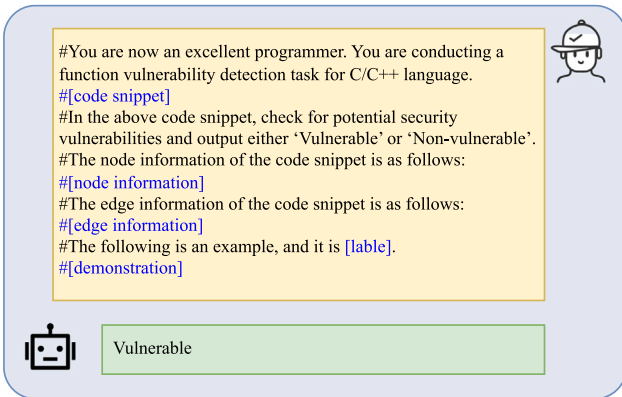 #You are now an excellent programmer. You are conducting a
function vulnerability detection task for C/C++ language.
#[code snippet]
#In the above code snippet, check for potential security
vulnerabilities and output either ‘Vulnerable’ or ‘Non-vulnerable’.
#The node information of the code snippet is as follows:
#[node information]
#The edge information of the code snippet is as follows:
#[edge information]
#The following is an example, and it is [lable].
#[demonstration]
Vulnerable